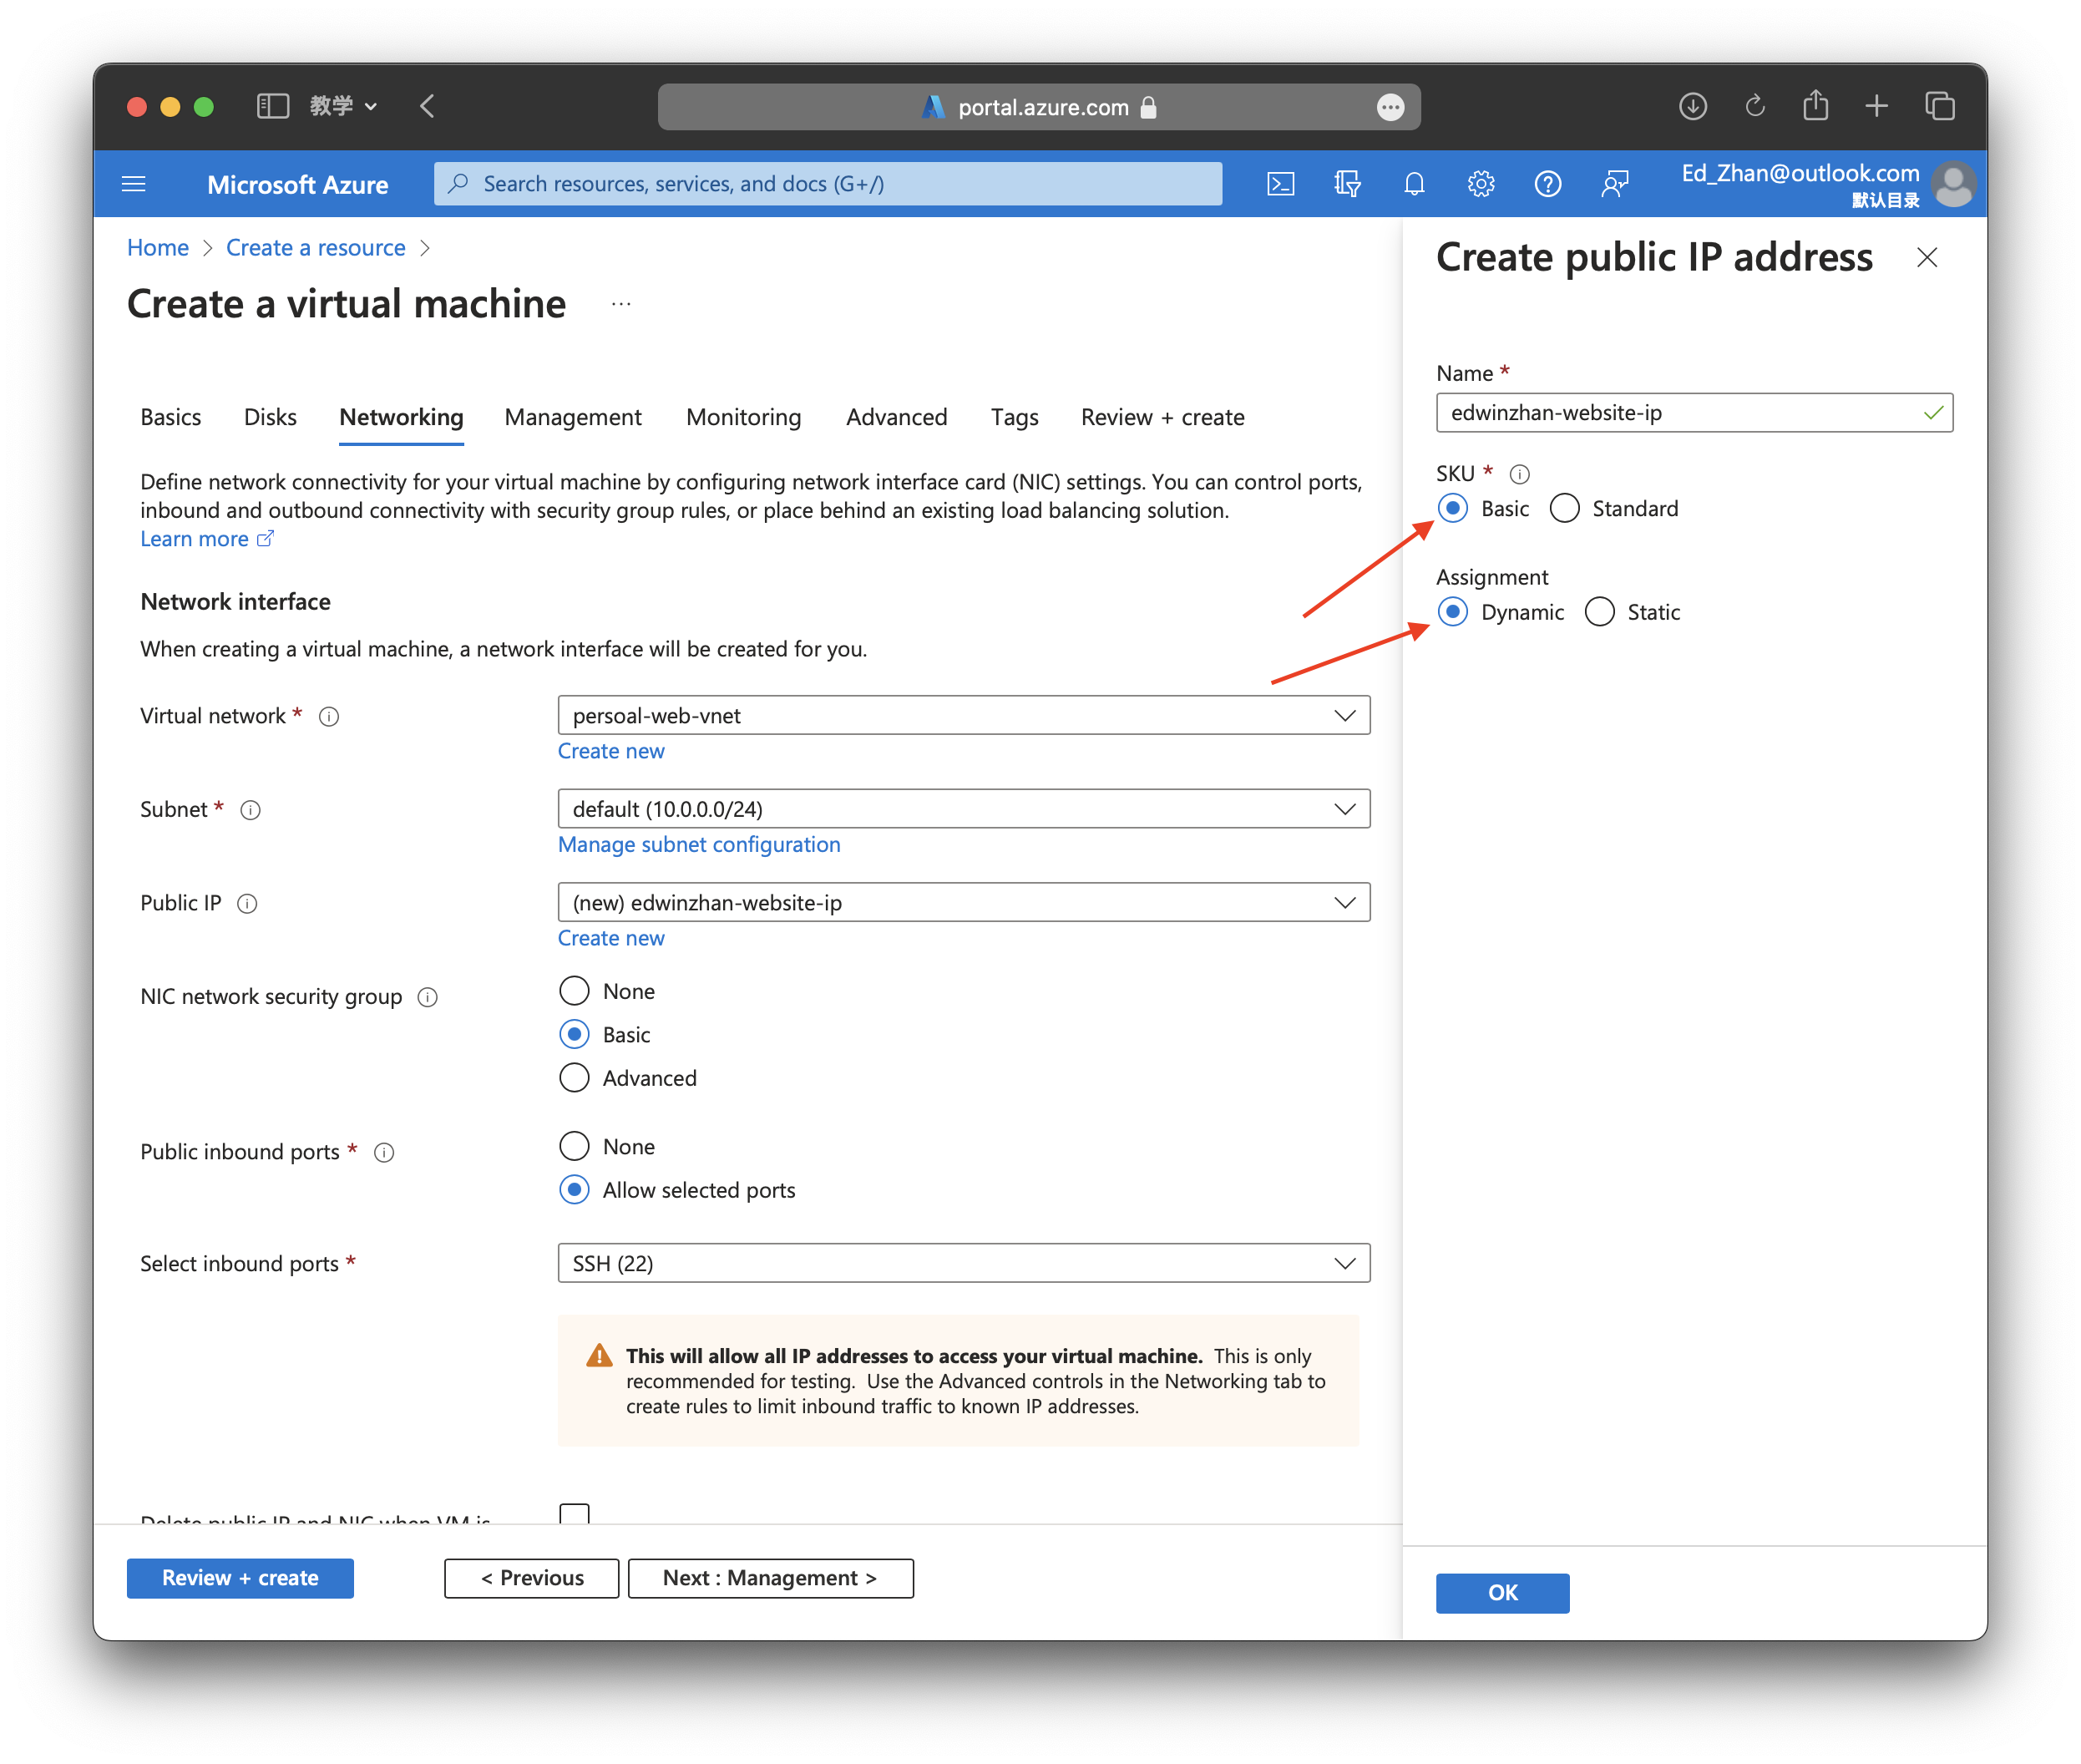 教学
portal.azure.com
Microsoft Azure
Search resources, services, and docs (G+/)
Ed_Zhan@outlook.com
默认目录
Home > Create a resource >
Create a virtual machine ...
Basics Disks Networking Management Monitoring Advanced Tags Review + create
Define network connectivity for your virtual machine by configuring network interface card (NIC) settings. You can control ports,
inbound and outbound connectivity with security group rules, or place behind an existing load balancing solution.
Learn more
Network interface
When creating a virtual machine, a network interface will be created for you.
Virtual network *
persoal-web-vnet
Create new
Subnet *
default (10.0.0.0/24)
Manage subnet configuration
Public IP
(new) edwinzhan-website-ip
Create new
NIC network security group
None
Basic
Advanced
Public inbound ports *
None
Allow selected ports
Select inbound ports *
SSH (22)
This will allow all IP addresses to access your virtual machine. This is only
recommended for testing. Use the Advanced controls in the Networking tab to
create rules to limit inbound traffic to known IP addresses.
Delete public IP and NIC when VM is
Review + create
< Previous
Next : Management >
Create public IP address
Name *
edwinzhan-website-ip
SKU *
Basic Standard
Assignment
Dynamic Static
OK